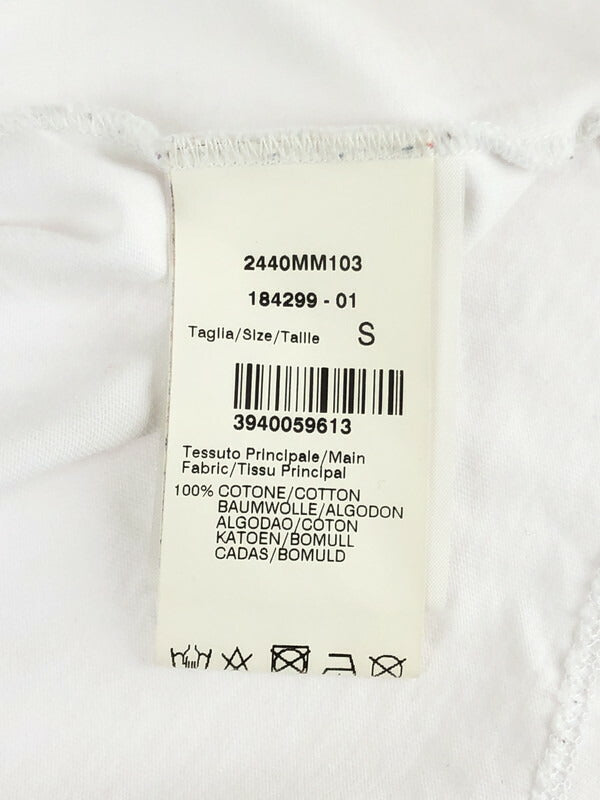 2440MM103
184299 - 01
Taglia/Size/Taille S
3940059613
Tessuto Principale/Main
Fabric/Tissu Principal
100% COTONE/COTTON
BAUMWOLLE/ALGODON
ALGODAO/COTON
KATOEN/BOMULL
CADAS/BOMULD